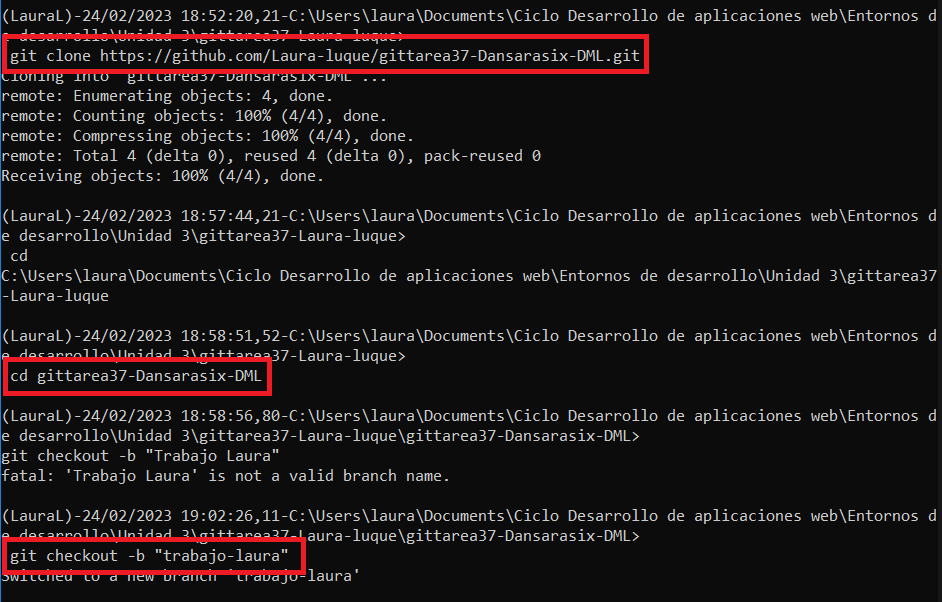 (LauraL)-24/02/2023 18:52:20,21-C:\Users\laura\Documents\Ciclo Desarrollo de aplicaciones web\Entornos d
e desarrollo\Unidad 3\gittarea37-Laura-luque>
git clone https://github.com/Laura-luque/gittarea37-Dansarasix-DML.git
Cloning into 'gittarea37-Dansarasix-DML'...
remote: Enumerating objects: 4, done.
remote: Counting objects: 100% (4/4), done.
remote: Compressing objects: 100% (4/4), done.
remote: Total 4 (delta 0), reused 4 (delta 0), pack-reused 0
Receiving objects: 100% (4/4), done.
(LauraL)-24/02/2023 18:57:44,21-C:\Users\laura\Documents\Ciclo Desarrollo de aplicaciones web\Entornos d
e desarrollo\Unidad 3\gittarea37-Laura-luque>
cd
C:\Users\laura\Documents\Ciclo Desarrollo de aplicaciones web\Entornos de desarrollo\Unidad 3\gittarea37
-Laura-luque
(LauraL)-24/02/2023 18:58:51,52-C:\Users\laura\Documents\Ciclo Desarrollo de aplicaciones web\Entornos d
e desarrollo\Unidad 3\gittarea37-Laura-luque>
cd gittarea37-Dansarasix-DML
(LauraL)-24/02/2023 18:58:56,80-C:\Users\laura\Documents\Ciclo Desarrollo de aplicaciones web\Entornos d
e desarrollo\Unidad 3\gittarea37-Laura-luque\gittarea37-Dansarasix-DML>
git checkout -b "Trabajo Laura"
fatal: 'Trabajo Laura' is not a valid branch name.
(LauraL)-24/02/2023 19:02:26,11-C:\Users\laura\Documents\Ciclo Desarrollo de aplicaciones web\Entornos d
e desarrollo\Unidad 3\gittarea37-Laura-luque\gittarea37-Dansarasix-DML>
git checkout -b "trabajo-laura"
Switched to a new branch 'trabajo-laura'